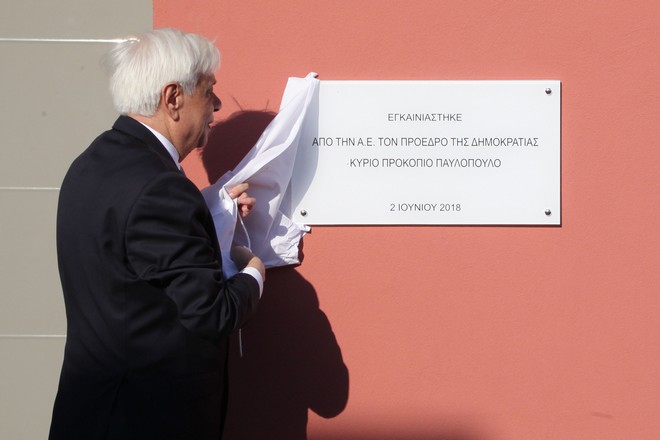 ΕΓΚΑΙΝΙΑΣΤΗΚΕ
ΑΠΟ ΤΗΝ Α.Ε. ΤΟΝ ΠΡΟΕΔΡΟ ΤΗΣ ΔΗΜΟΚΡΑΤΙΑΣ
ΚΥΡΙΟ ΠΡΟΚΟΠΙΟ ΠΑΥΛΟΠΟΥΛΟ
2 ΙΟΥΝΙΟΥ 2018